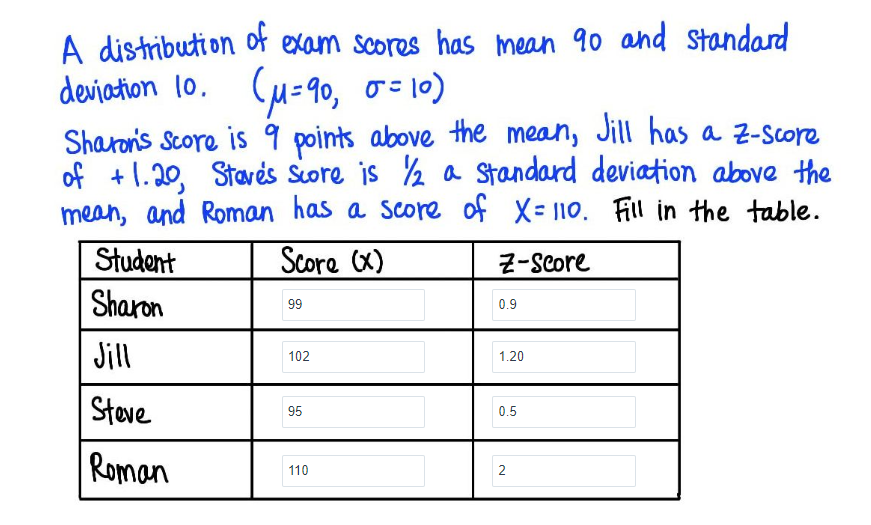 A distribution of exam scores has mean 90 and standard
deviation 10. (μ=90, σ=10)
Sharon's score is 9 points above the mean, Jill has a z-score
of +1.20, Steve's score is 1/2 a standard deviation above the
mean, and Roman has a score of X=110. Fill in the table.
Student Score (X) z-score
Sharon 99 0.9
Jill 102 1.20
Steve 95 0.5
Roman 110 2